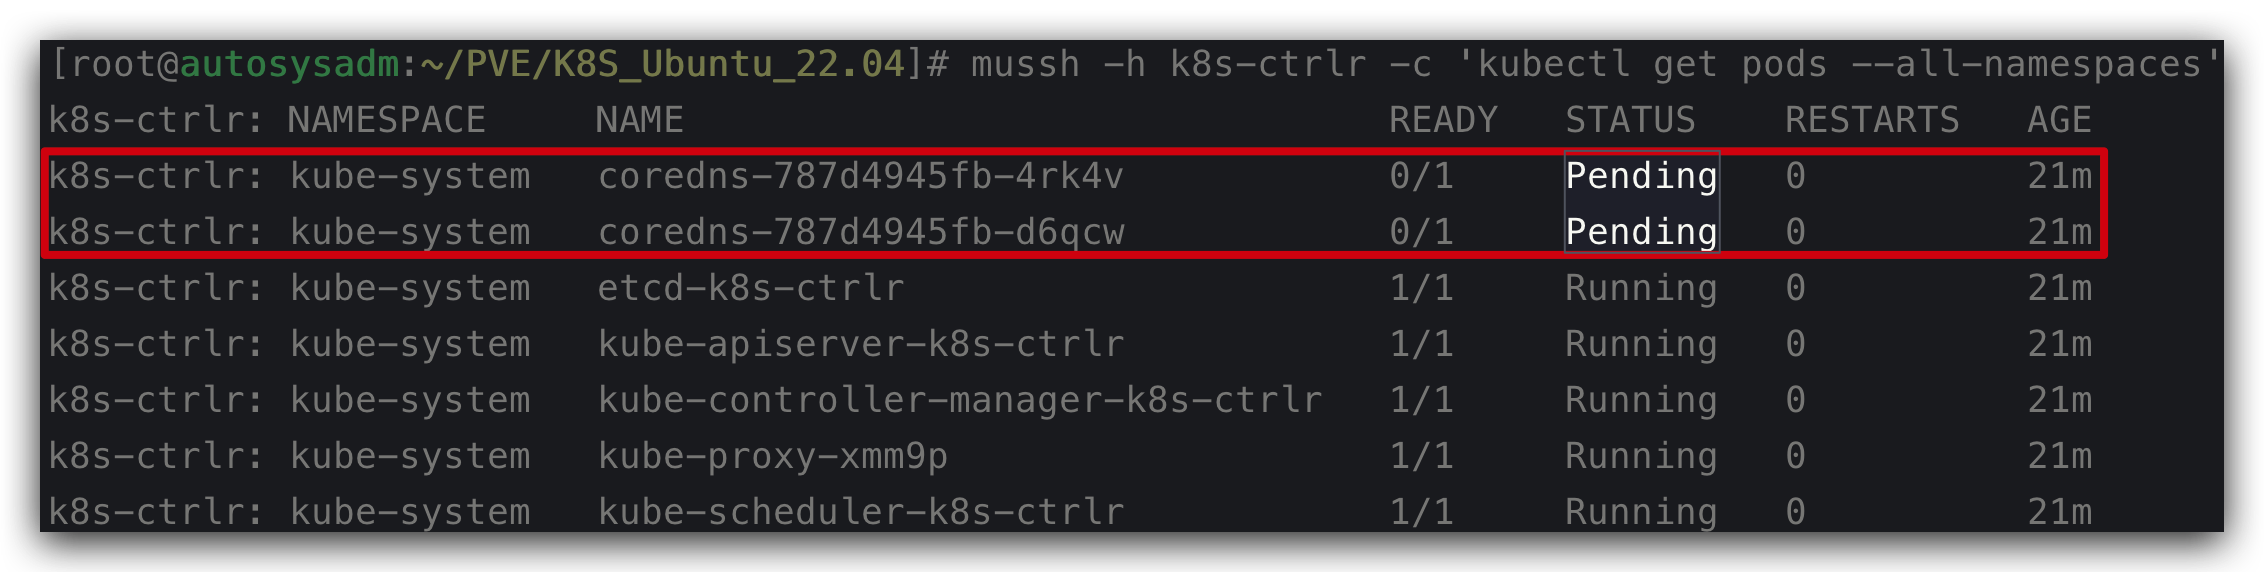 [root@autosysadm:~/PVE/K8S_Ubuntu_22.04]# mussh -h k8s-ctrlr -c 'kubectl get pods --all-namespaces'
k8s-ctrlr: NAMESPACE     NAME                                READY   STATUS    RESTARTS   AGE
k8s-ctrlr: kube-system   coredns-787d4945fb-4rk4v            0/1     Pending   0          21m
k8s-ctrlr: kube-system   coredns-787d4945fb-d6qcw            0/1     Pending   0          21m
k8s-ctrlr: kube-system   etcd-k8s-ctrlr                      1/1     Running   0          21m
k8s-ctrlr: kube-system   kube-apiserver-k8s-ctrlr            1/1     Running   0          21m
k8s-ctrlr: kube-system   kube-controller-manager-k8s-ctrlr   1/1     Running   0          21m
k8s-ctrlr: kube-system   kube-proxy-xmm9p                    1/1     Running   0          21m
k8s-ctrlr: kube-system   kube-scheduler-k8s-ctrlr            1/1     Running   0          21m